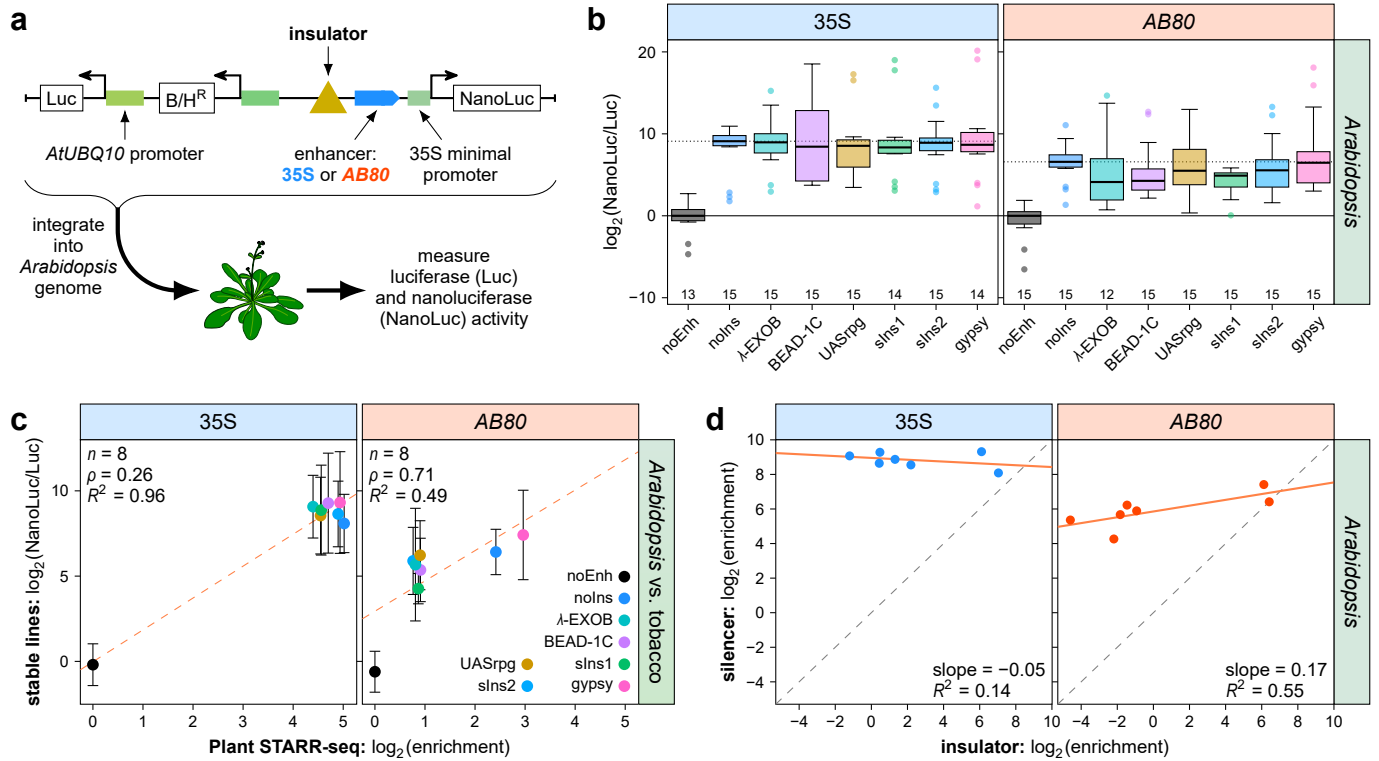 a
insulator
Luc
B/H^R
NanoLuc
AtUBQ10 promoter
enhancer:
35S or AB80
35S minimal
promoter
integrate
into
Arabidopsis
genome
measure
luciferase (Luc)
and nanoluciferase
(NanoLuc) activity
b
35S
AB80
Arabidopsis
log2(NanoLuc/Luc)
20
10
0
−10
13 15 15 15 15 14 15 14
15 15 12 15 15 15 15 15
noEnh noIns λ-EXOB BEAD-1C UASrpg sIns1 sIns2 gypsy
noEnh noIns λ-EXOB BEAD-1C UASrpg sIns1 sIns2 gypsy
c
35S
AB80
Arabidopsis vs. tobacco
stable lines: log2(NanoLuc/Luc)
n = 8
ρ = 0.26
R² = 0.96
n = 8
ρ = 0.71
R² = 0.49
10
5
0
noEnh
noIns
λ-EXOB
BEAD-1C
UASrpg
sIns1
sIns2
gypsy
0 1 2 3 4 5
0 1 2 3 4 5
Plant STARR-seq: log2(enrichment)
d
35S
AB80
Arabidopsis
silencer: log2(enrichment)
10
8
6
4
2
0
−2
−4
slope = −0.05
R² = 0.14
slope = 0.17
R² = 0.55
−4 −2 0 2 4 6 8 10
−4 −2 0 2 4 6 8 10
insulator: log2(enrichment)